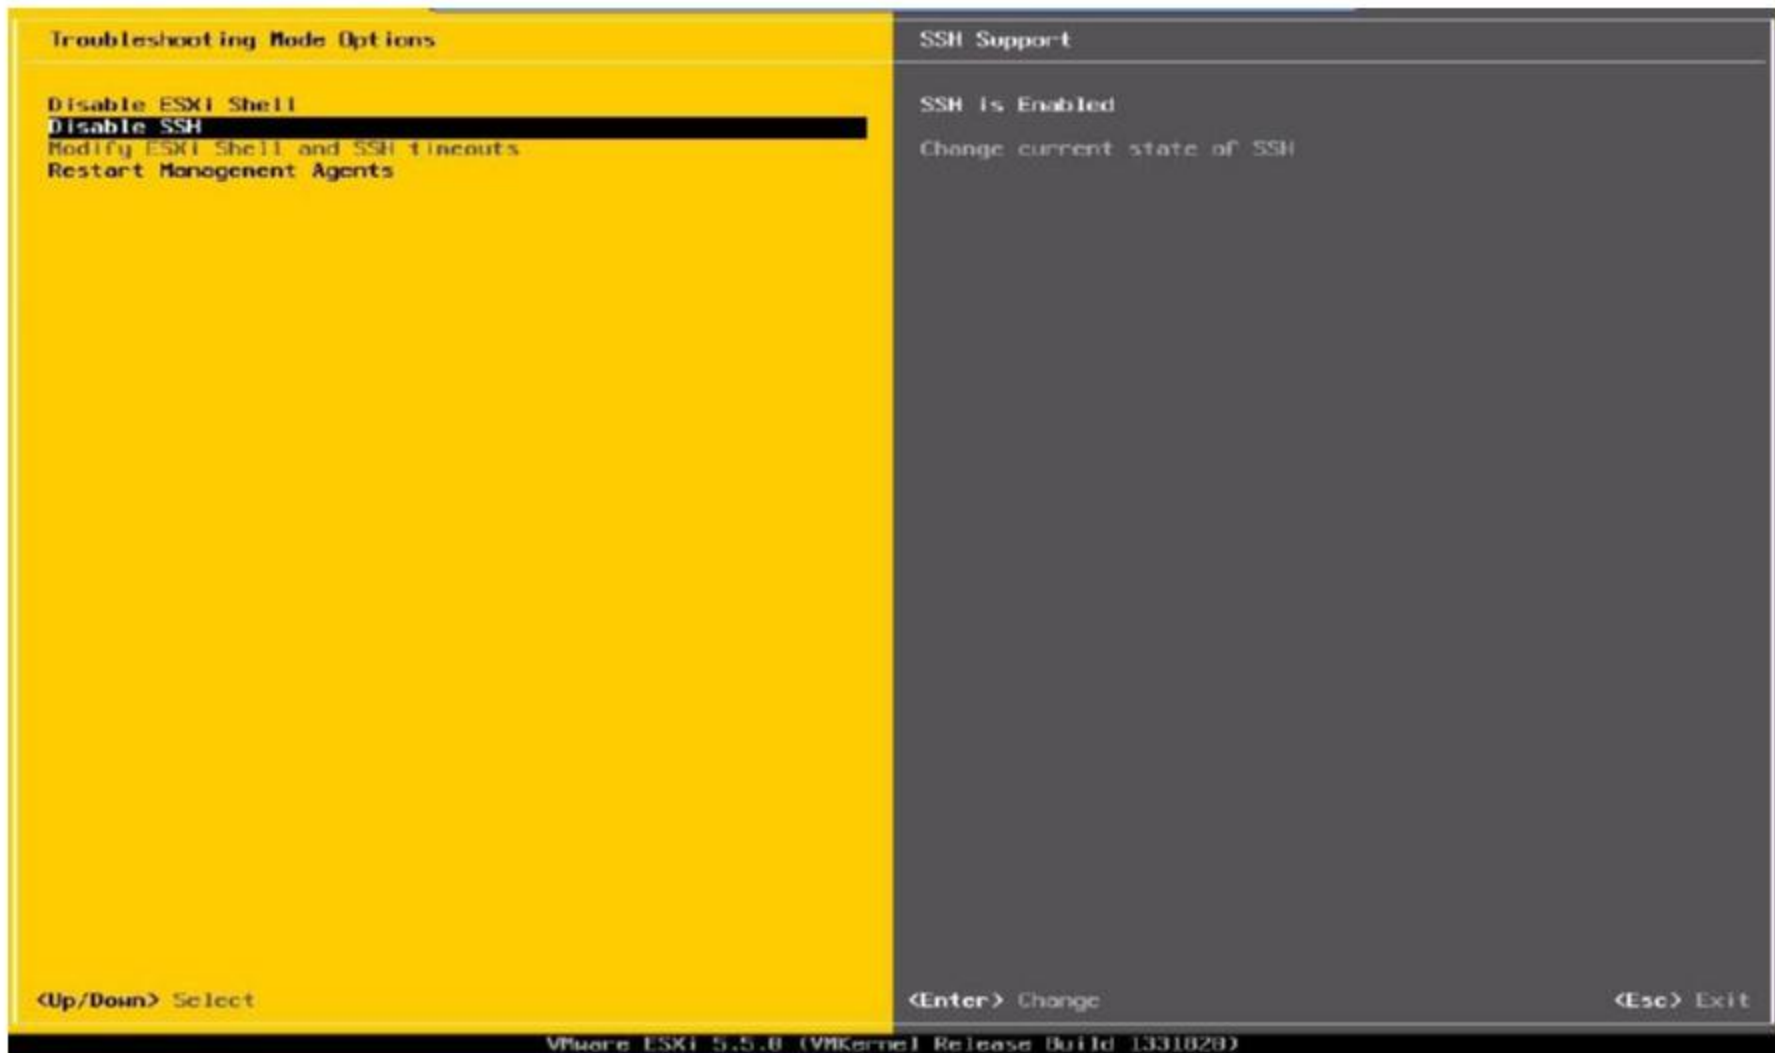 Troubleshooting Mode Options
Disable ESXi Shell
Disable SSH
Modify ESXi Shell and SSH timeouts
Restart Management Agents
<Up/Down> Select
SSH Support
SSH is Enabled
Change current state of SSH
<Enter> Change
<Esc> Exit
VMware ESXi 5.5.0 (VMKernel Release Build 1331820)